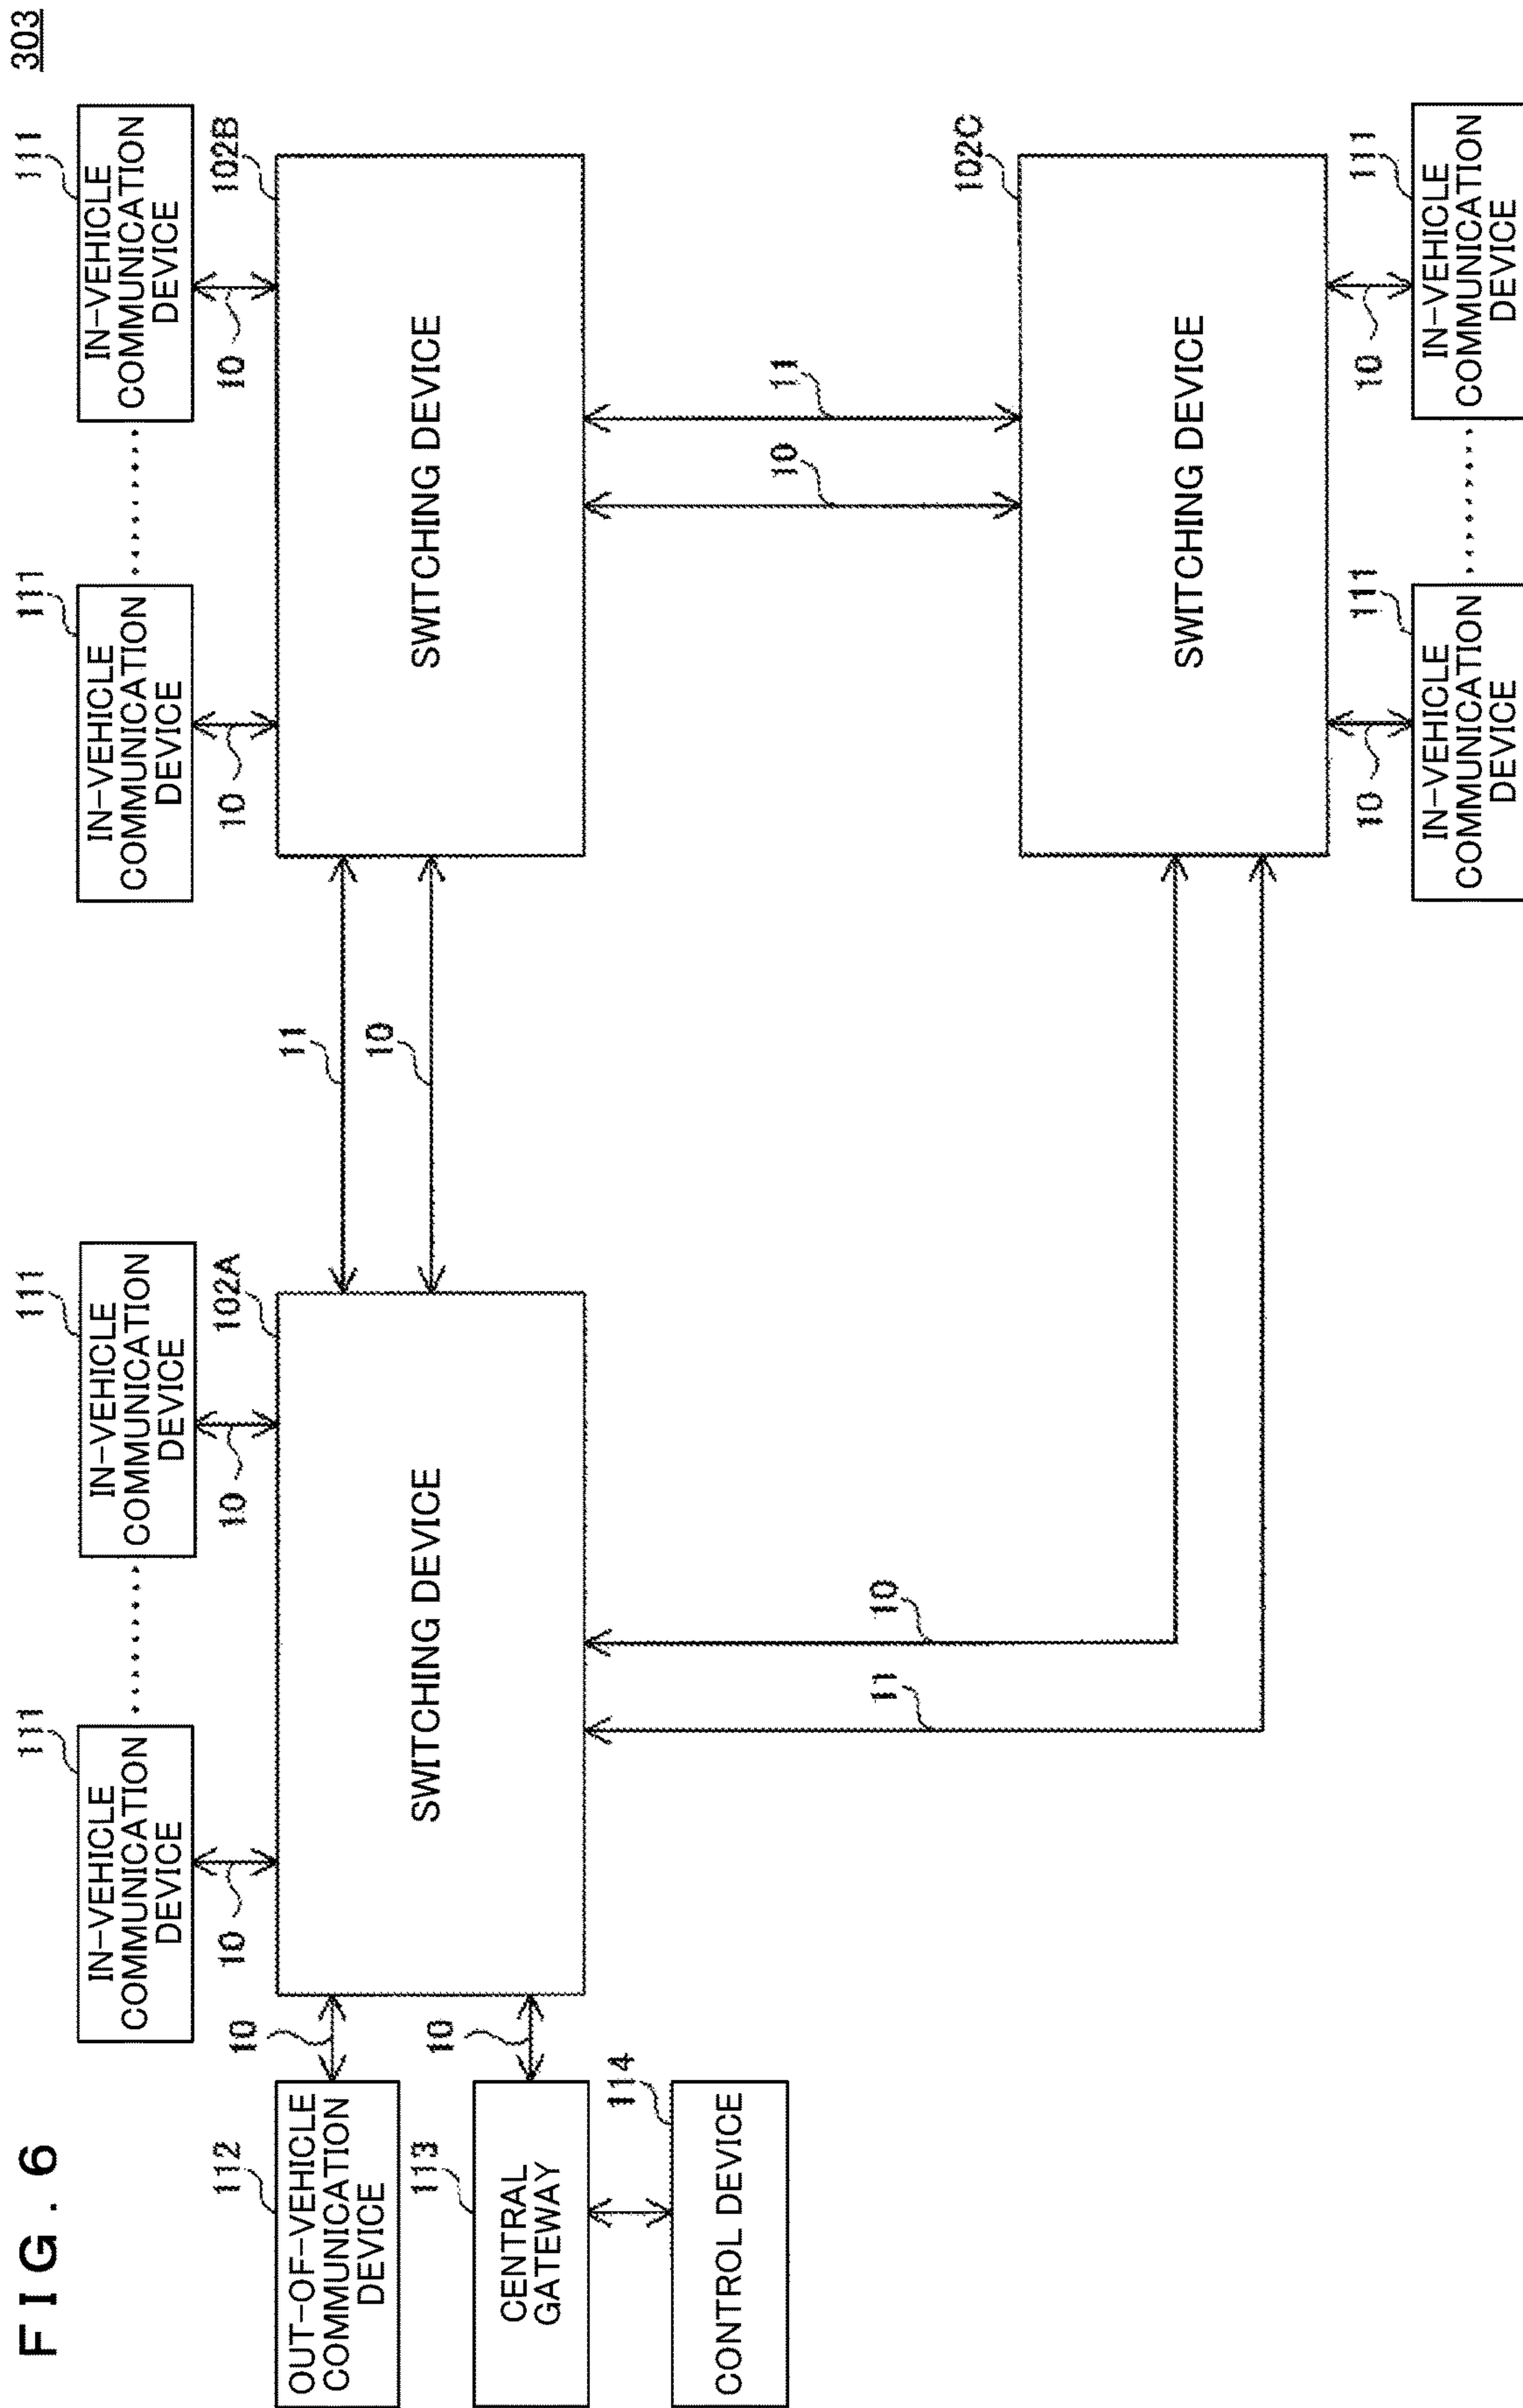 FIG. 6
303
111
IN-VEHICLE
COMMUNICATION
DEVICE
111
IN-VEHICLE
COMMUNICATION
DEVICE
111
IN-VEHICLE
COMMUNICATION
DEVICE
111
IN-VEHICLE
COMMUNICATION
DEVICE
10
10
102A
10
10
102B
112
OUT-OF-VEHICLE
COMMUNICATION
DEVICE
10
SWITCHING DEVICE
11
10
SWITCHING DEVICE
113
CENTRAL
GATEWAY
10
114
CONTROL DEVICE
10
11
10
11
102C
SWITCHING DEVICE
10
10
111
IN-VEHICLE
COMMUNICATION
DEVICE
111
IN-VEHICLE
COMMUNICATION
DEVICE